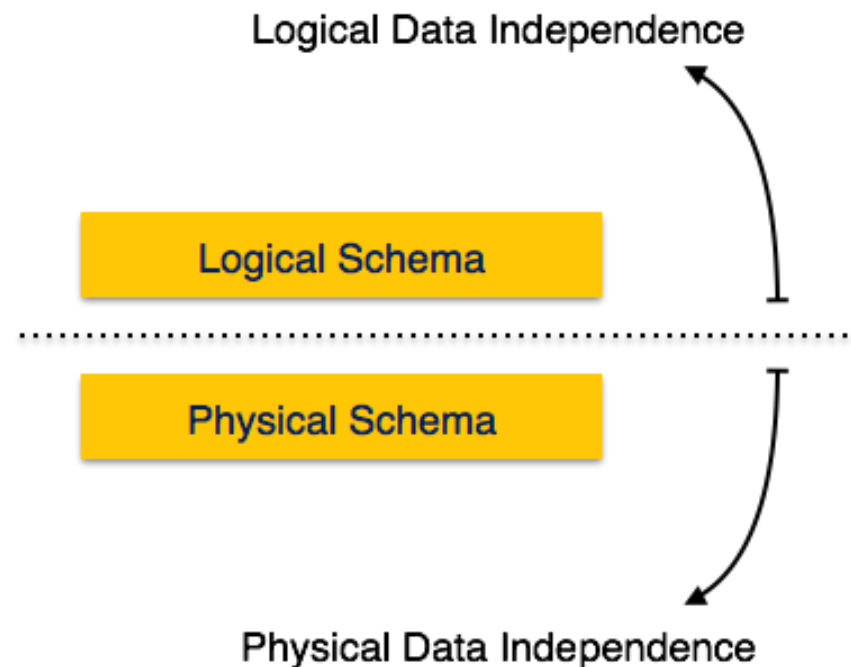 Logical Data Independence
Logical Schema
Physical Schema
Physical Data Independence